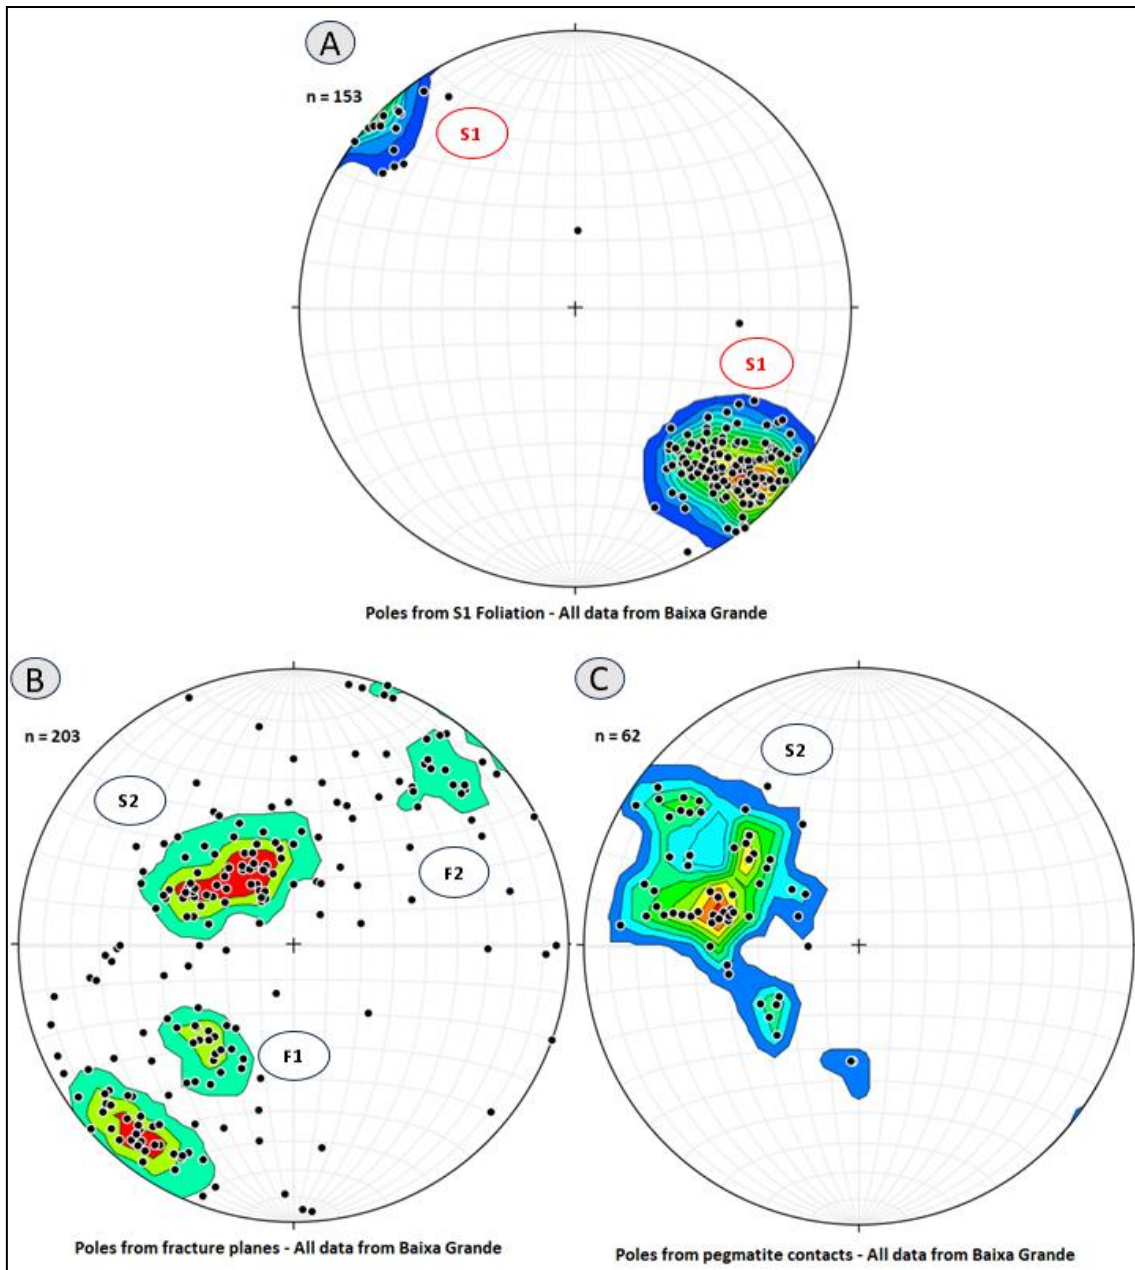 A
n = 153
S1
S1
Poles from S1 Foliation - All data from Baixa Grande
B
n = 203
S2
F2
F1
Poles from fracture planes - All data from Baixa Grande
C
n = 62
S2
Poles from pegmatite contacts - All data from Baixa Grande